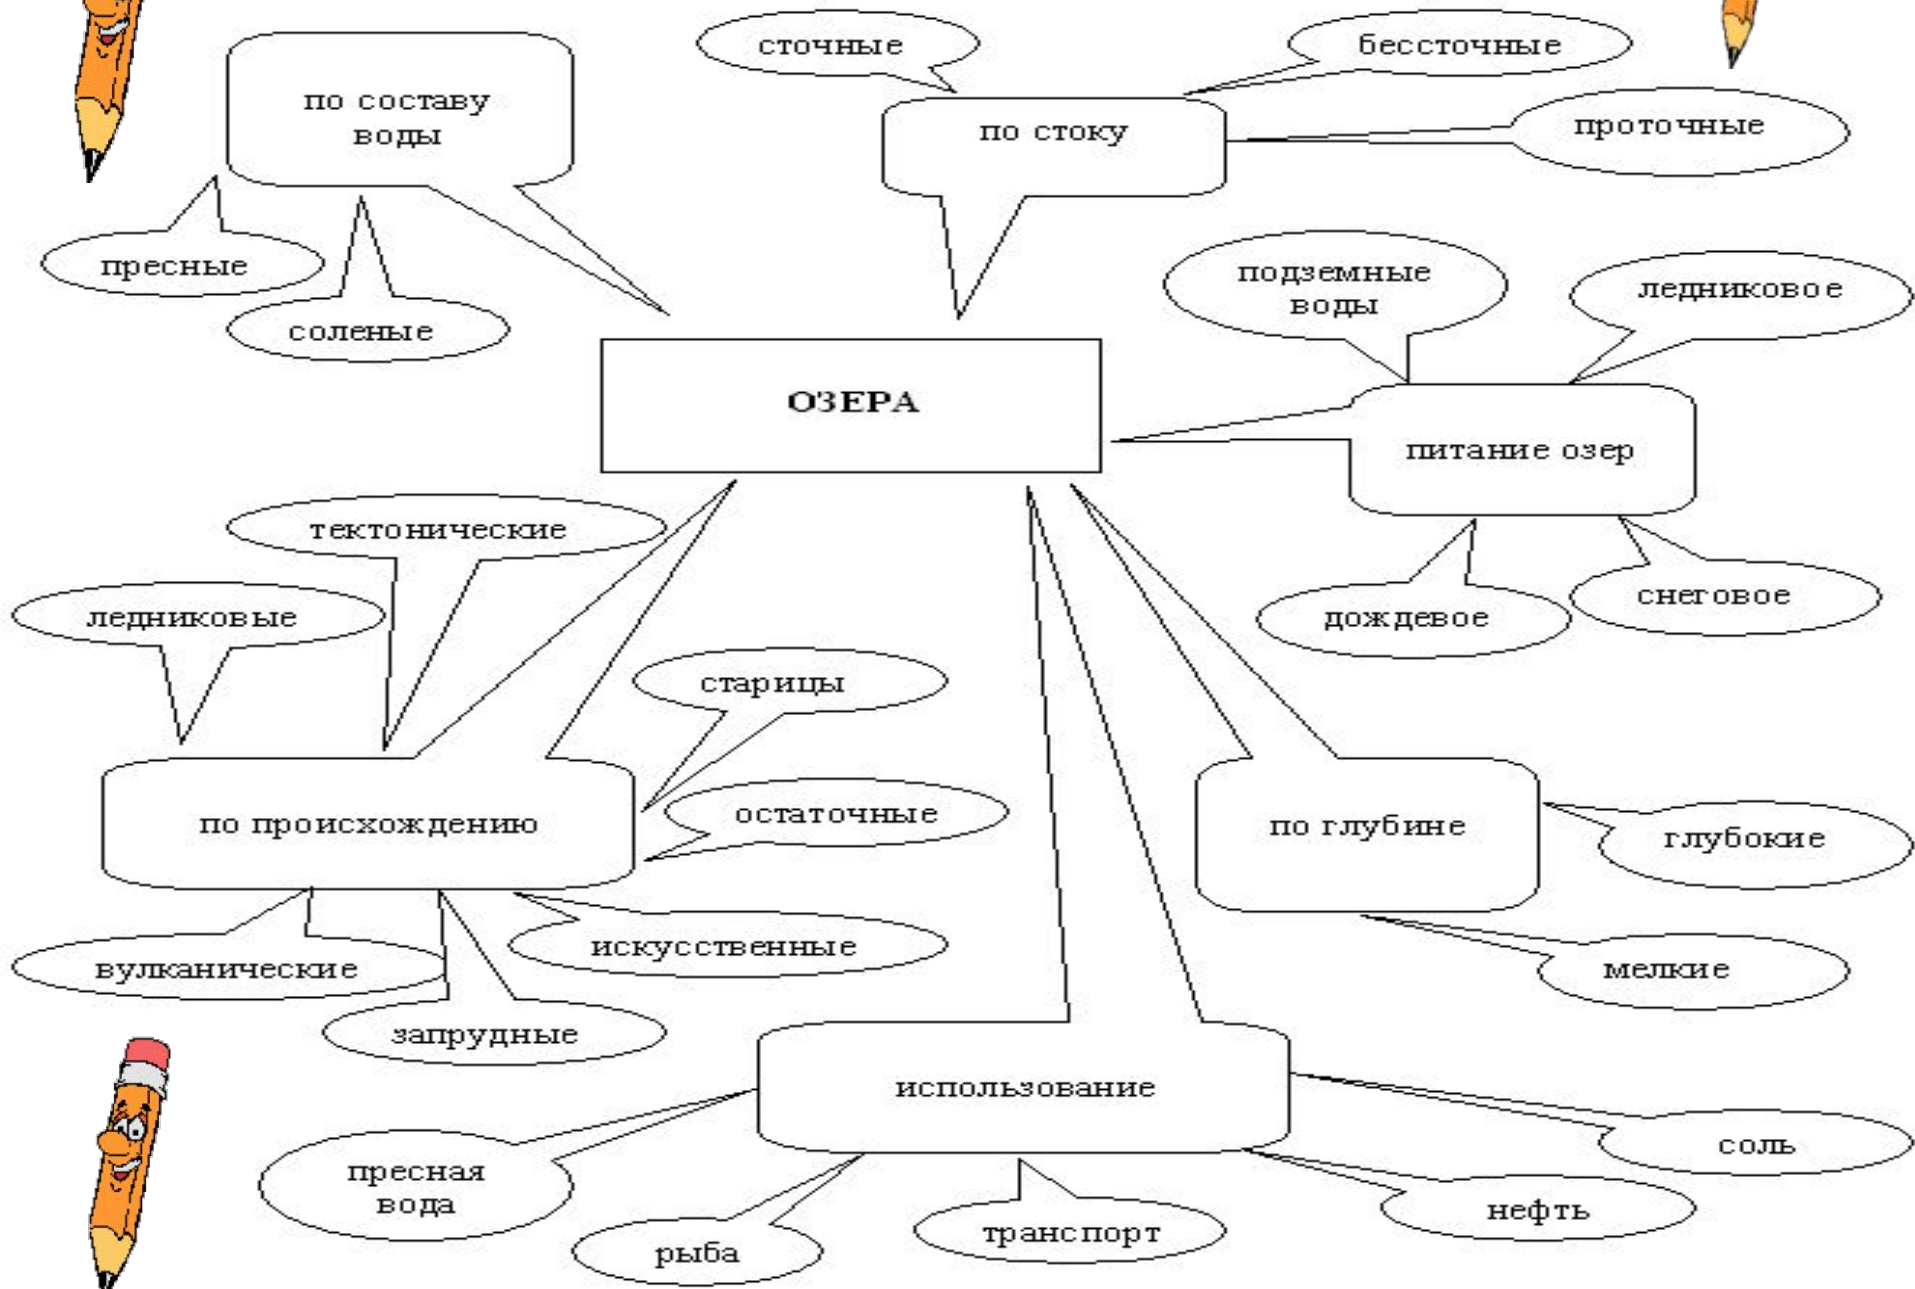 сточные
бессточные
по составу
воды
по стоку
проточные
пресные
соленые
подземные
воды
ледниковое
ОЗЕРА
питание озер
тектонические
ледниковые
дождевое
снеговое
старицы
остаточные
по происхождению
по глубине
глубокие
искусственные
вулканические
мелкие
запрудные
использование
пресная
вода
соль
нефть
рыба
транспорт